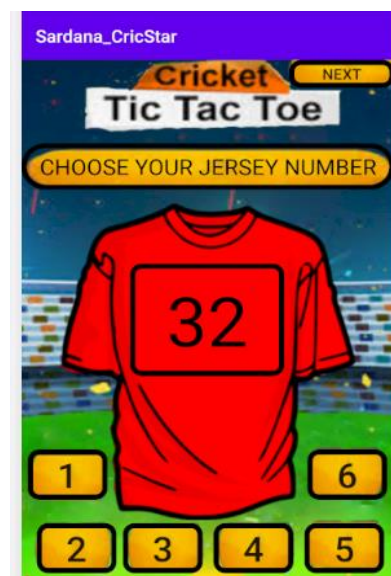 Sardana_CricStar
Cricket
NEXT
Tic Tac Toe
CHOOSE YOUR JERSEY NUMBER
32
1
6
2
3
4
5